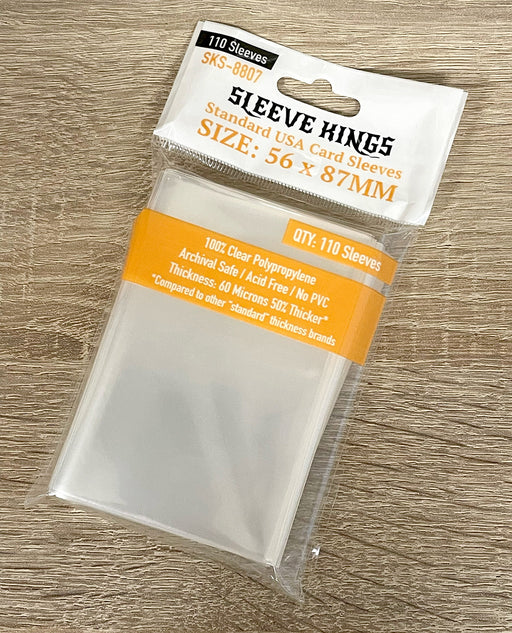 110 Sleeves
SKS-8807
SLEEVE KINGS
Standard USA Card Sleeves
SIZE: 56 x 87MM
QTY: 110 Sleeves
100% Clear Polypropylene
Archival Safe / Acid Free / No PVC
Thickness: 60 Microns 50% Thicker*
*Compared to other "standard" thickness brands